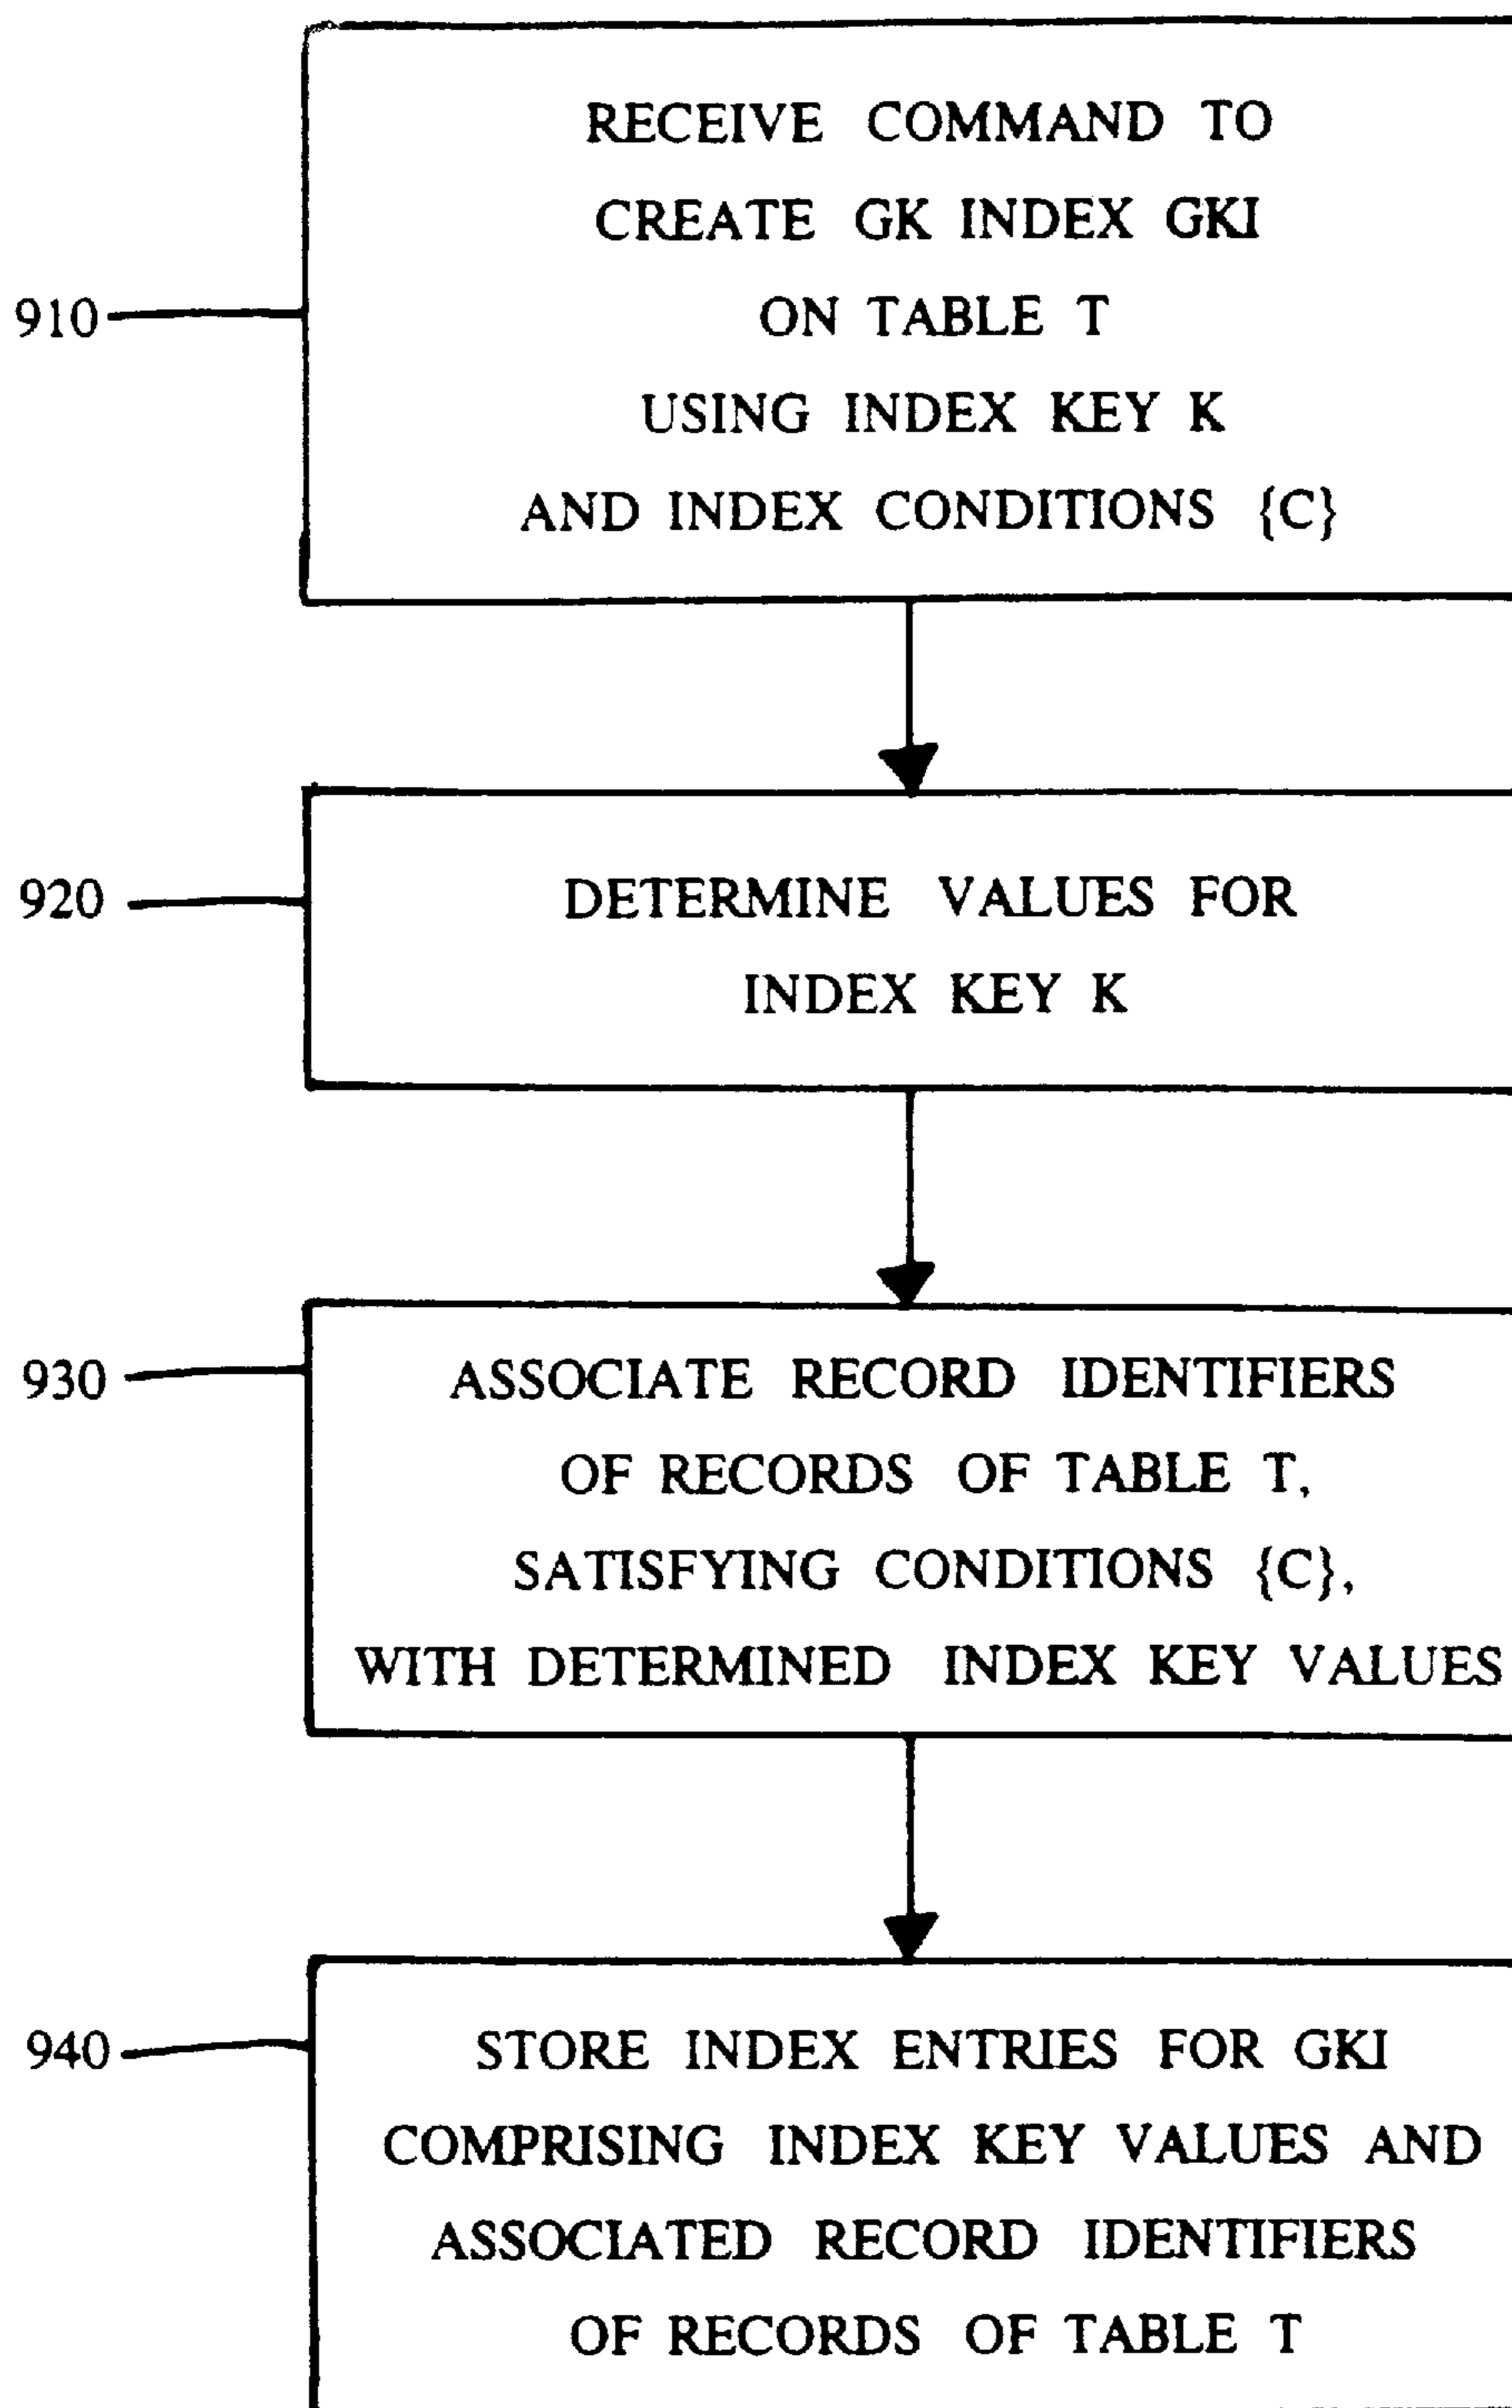 RECEIVE COMMAND TO
CREATE GK INDEX GKI
910
ON TABLE T
USING INDEX KEY K
AND INDEX CONDITIONS {C}
920
DETERMINE VALUES FOR
INDEX KEY K
930
ASSOCIATE RECORD IDENTIFIERS
OF RECORDS OF TABLE T,
SATISFYING CONDITIONS {C},
WITH DETERMINED INDEX KEY VALUES
940
STORE INDEX ENTRIES FOR GKI
COMPRISING INDEX KEY VALUES AND
ASSOCIATED RECORD IDENTIFIERS
OF RECORDS OF TABLE T